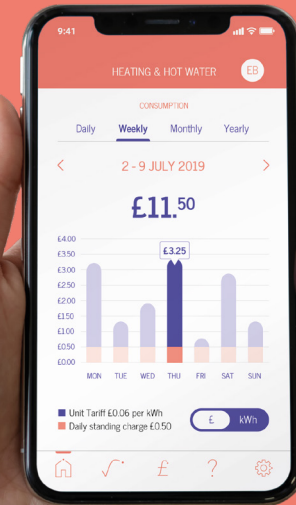 9:41
HEATING & HOT WATER
EB
CONSUMPTION
Daily Weekly Monthly Yearly
< 2 - 9 JULY 2019 >
£11.50
£4.00
£3.50
£3.25
£3.00
£2.50
£2.00
£1.50
£1.00
£0.50
£0.00
MON TUE WED THU FRI SAT SUN
Unit Tariff £0.06 per kWh
Daily standing charge £0.50
£ kWh
£ ?